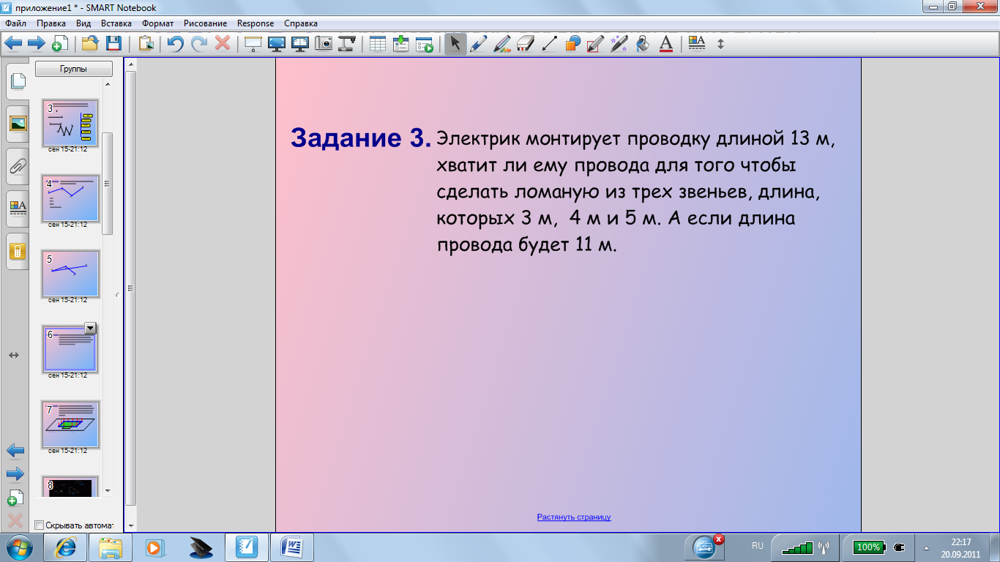 приложение1 * - SMART Notebook
Файл Правка Вид Вставка Формат Рисование Response Справка
Группы
3
сен 15-21:12
4
сен 15-21:12
5
сен 15-21:12
6
сен 15-21:12
7
сен 15-21:12
8
Скрывать автомат
Задание 3. Электрик монтирует проводку длиной 13 м,
хватит ли ему провода для того чтобы
сделать ломаную из трех звеньев, длина,
которых 3 м, 4 м и 5 м. А если длина
провода будет 11 м.
Растянуть страницу
RU
100%
22:17
20.09.2011